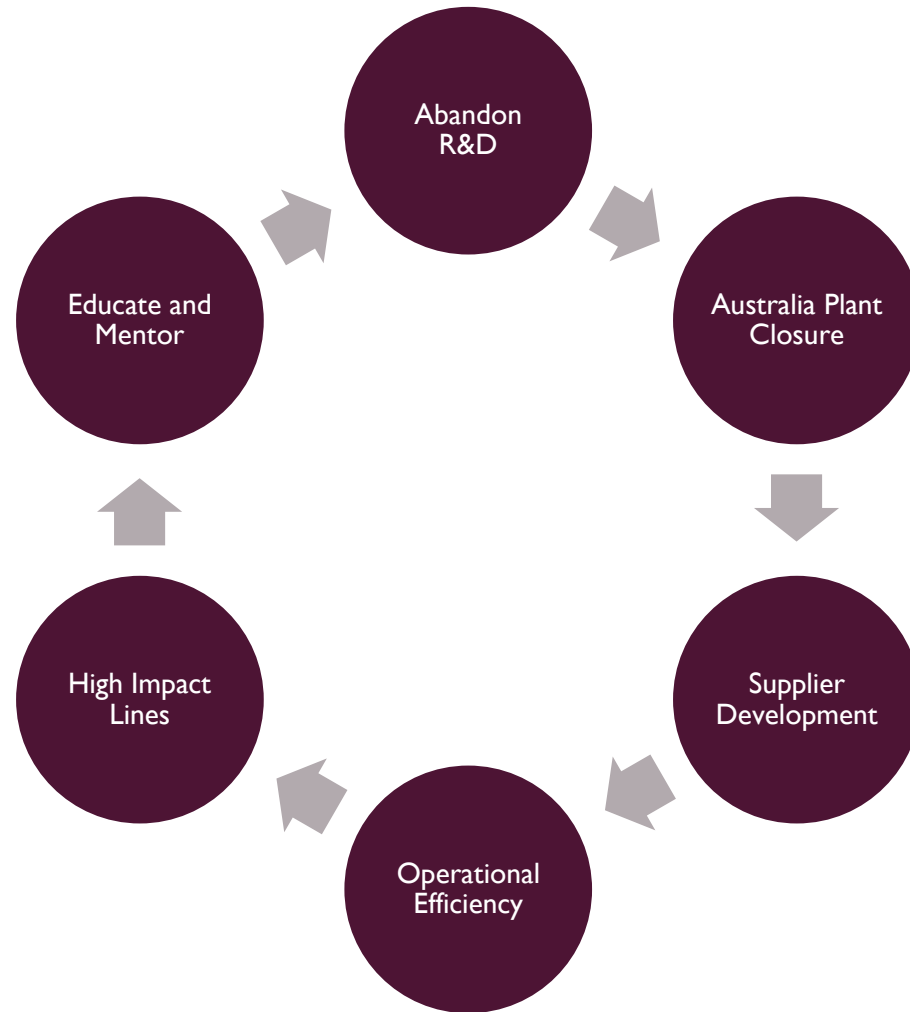 Abandon
R&D
Australia Plant
Closure
Supplier
Development
Operational
Efficiency
High Impact
Lines
Educate and
Mentor